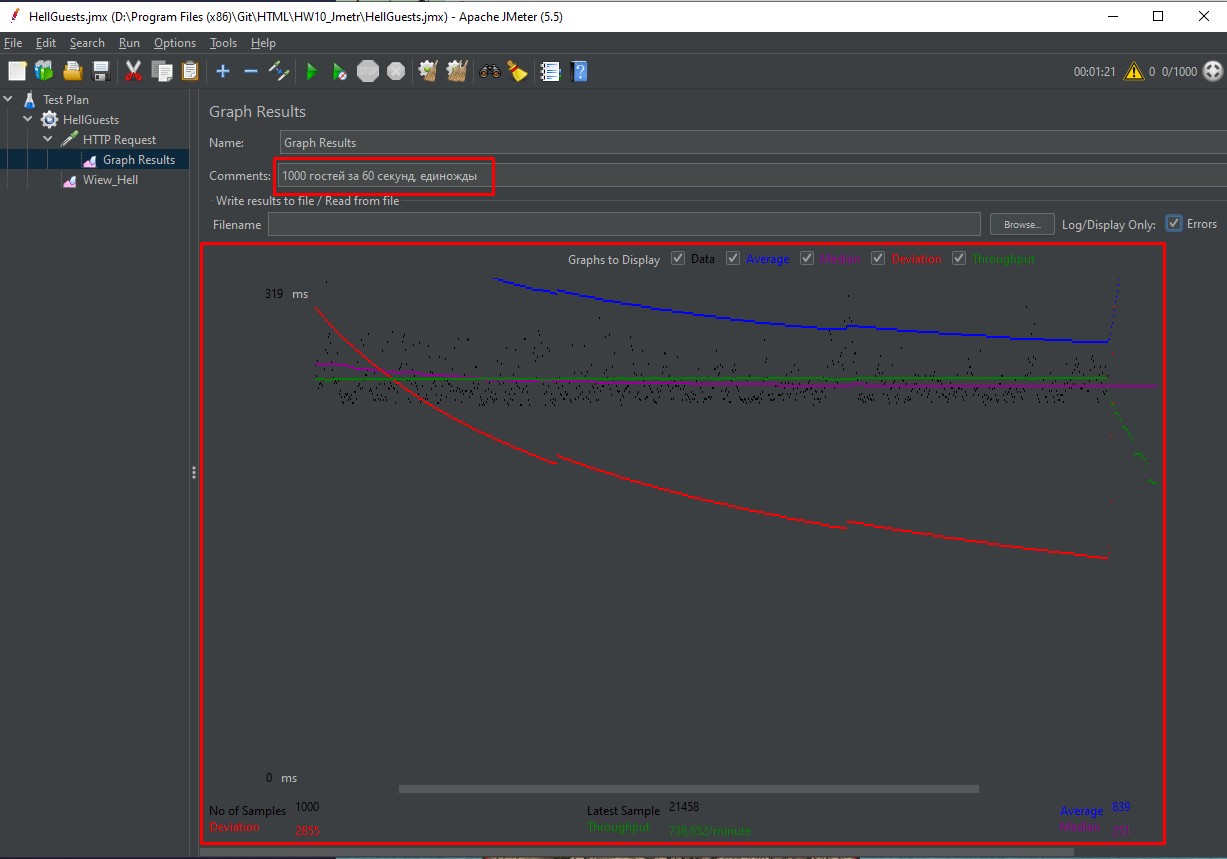 HellGuests.jmx (D:\Program Files (x86)\Git\HTML\HW10_Jmetr\HellGuests.jmx) - Apache JMeter (5.5)
File Edit Search Run Options Tools Help
00:01:21 0 0/1000
Test Plan
HellGuests
HTTP Request
Graph Results
Wiew_Hell
Graph Results
Name: Graph Results
Comments: 1000 гостей за 60 секунд, единожды
Write results to file / Read from file
Filename Browse... Log/Display Only: Errors
Graphs to Display Data Average Median Deviation Throughput
319 ms
0 ms
No of Samples 1000 Latest Sample 21458 Average 839
Deviation 2855 Throughput 738,652/minute Median